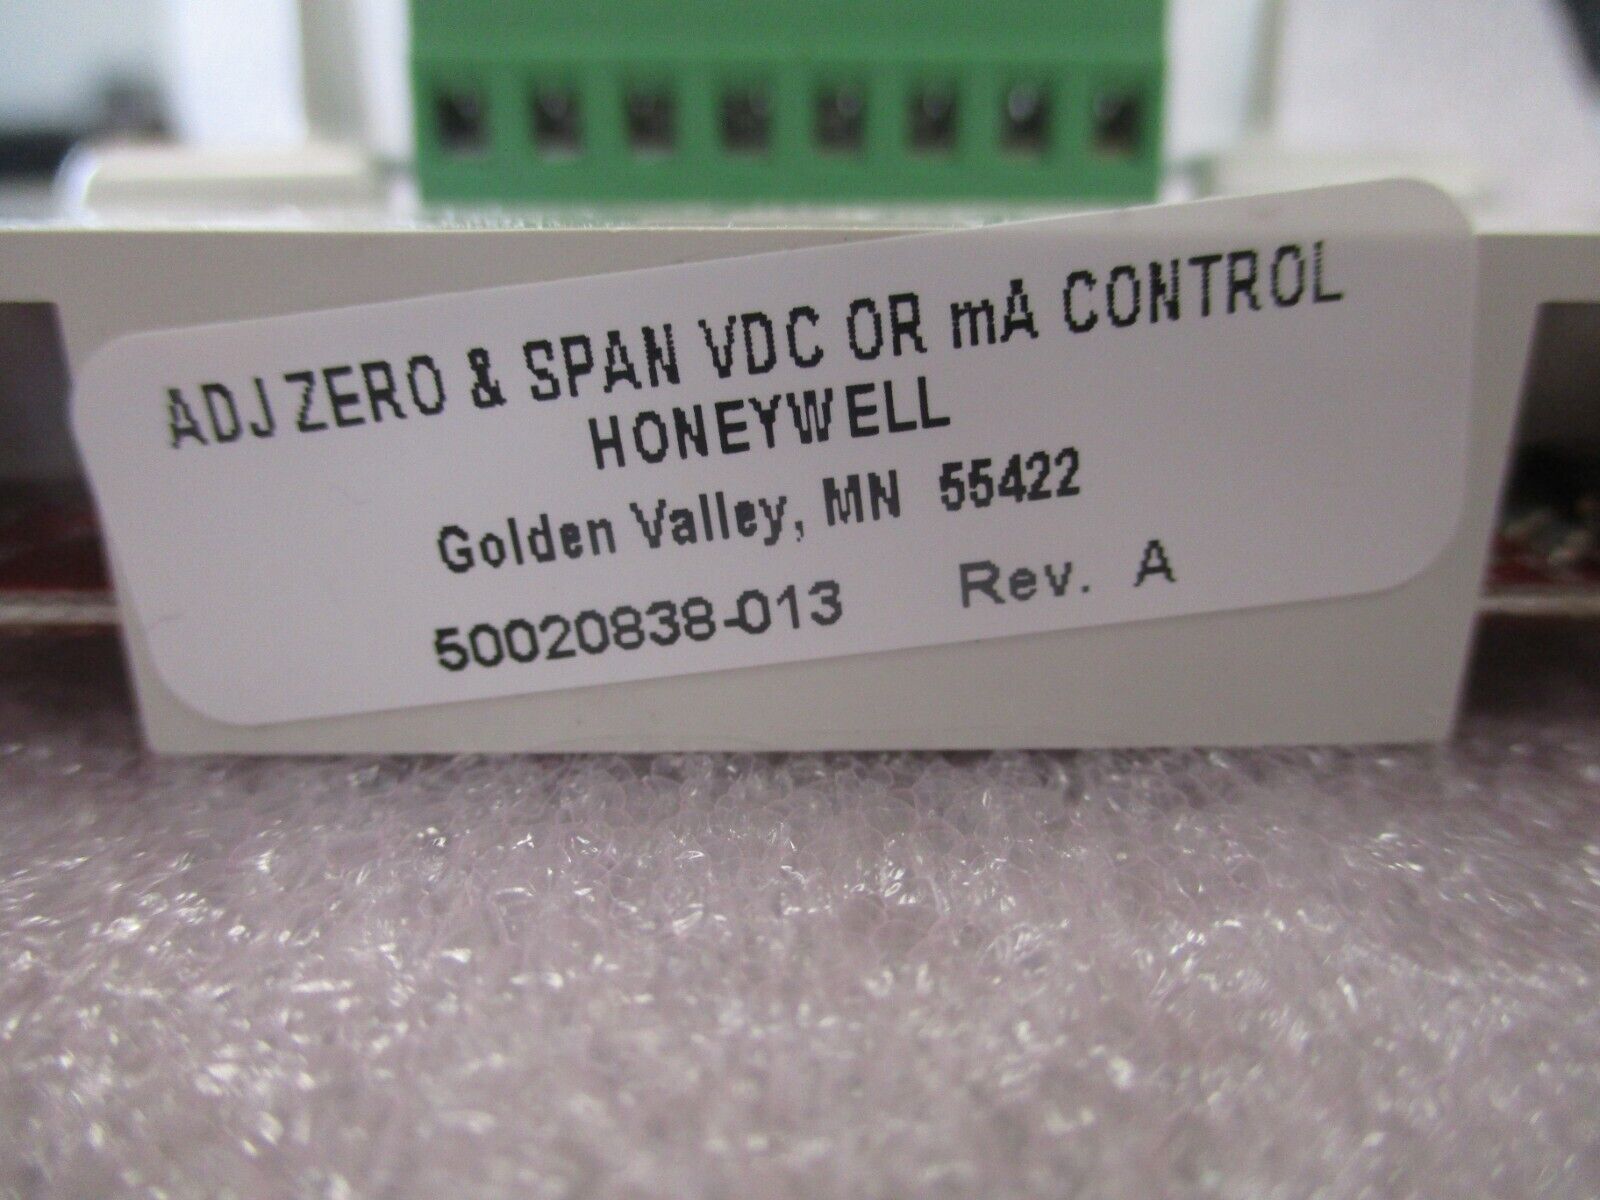 ADJ ZERO & SPAN VDC OR mA CONTROL
HONEYWELL
Golden Valley, MN 55422
50020838-013 Rev. A